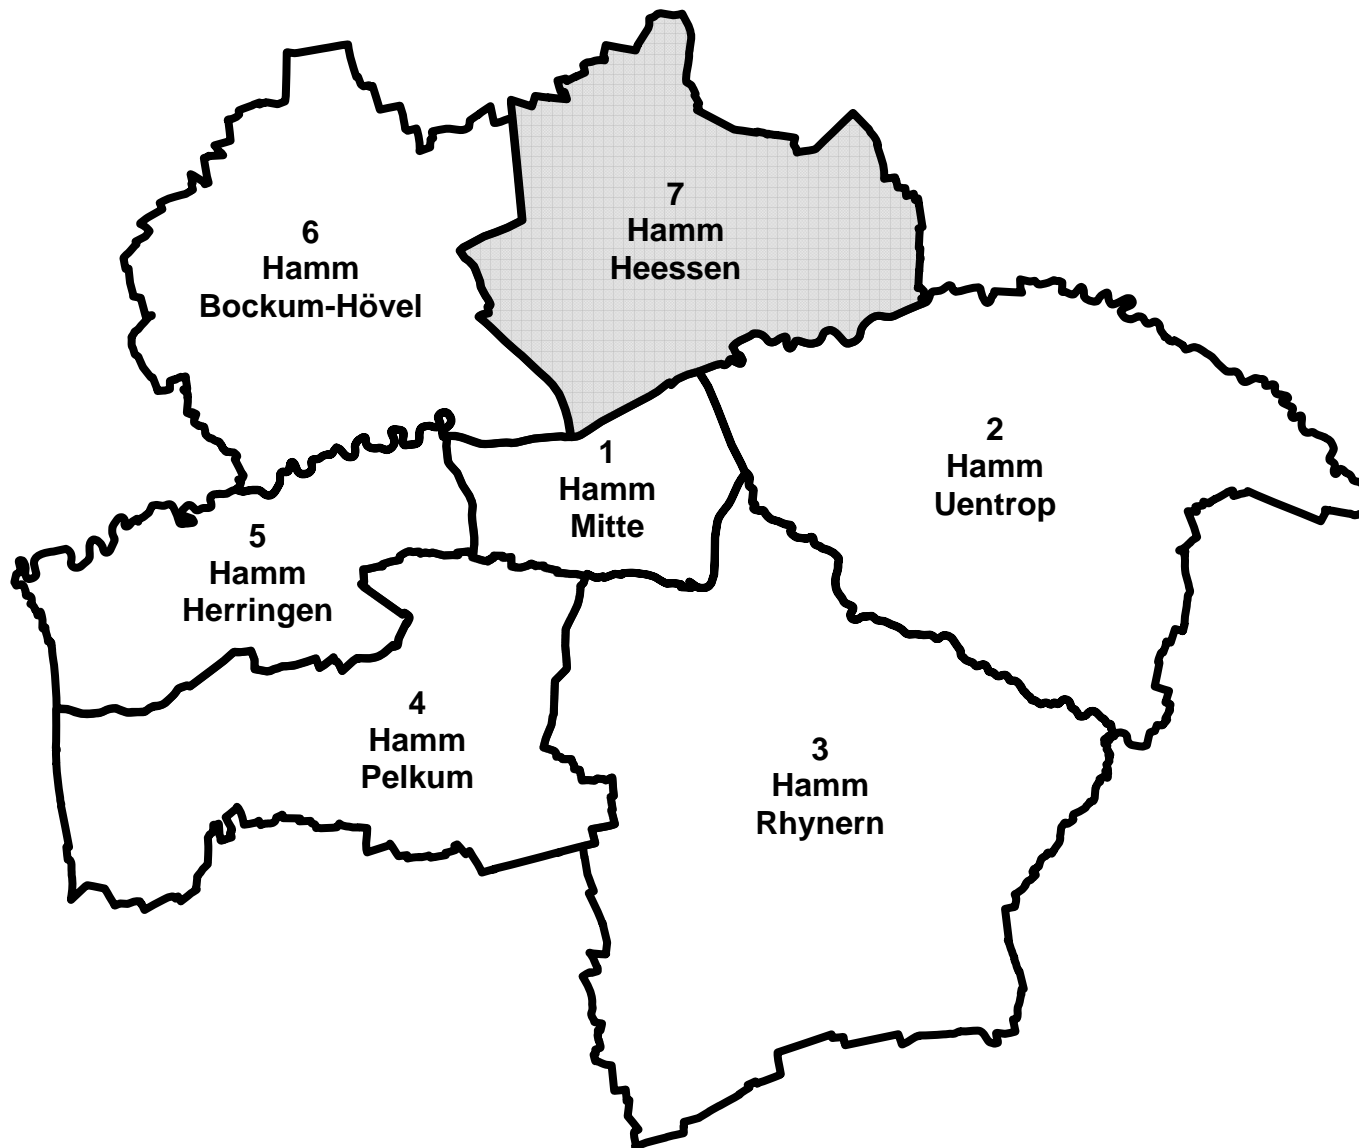 7
Hamm
Heessen
6
Hamm
Bockum-Hövel
2
Hamm
Uentrop
1
Hamm
Mitte
5
Hamm
Herringen
4
Hamm
Pelkum
3
Hamm
Rhynern